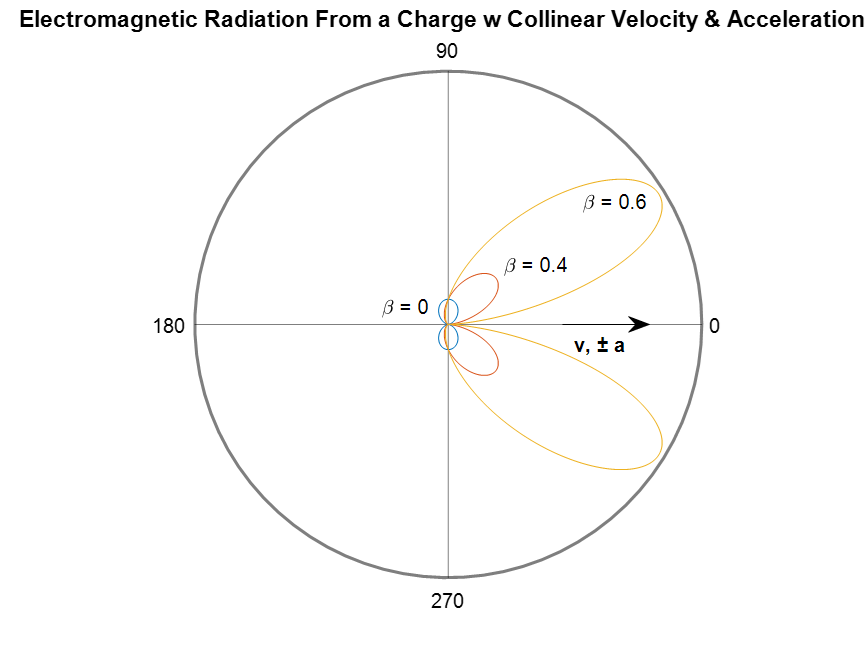 Electromagnetic Radiation From a Charge w Collinear Velocity & Acceleration
90
β = 0.6
β = 0.4
β = 0
180
0
v, ± a
270